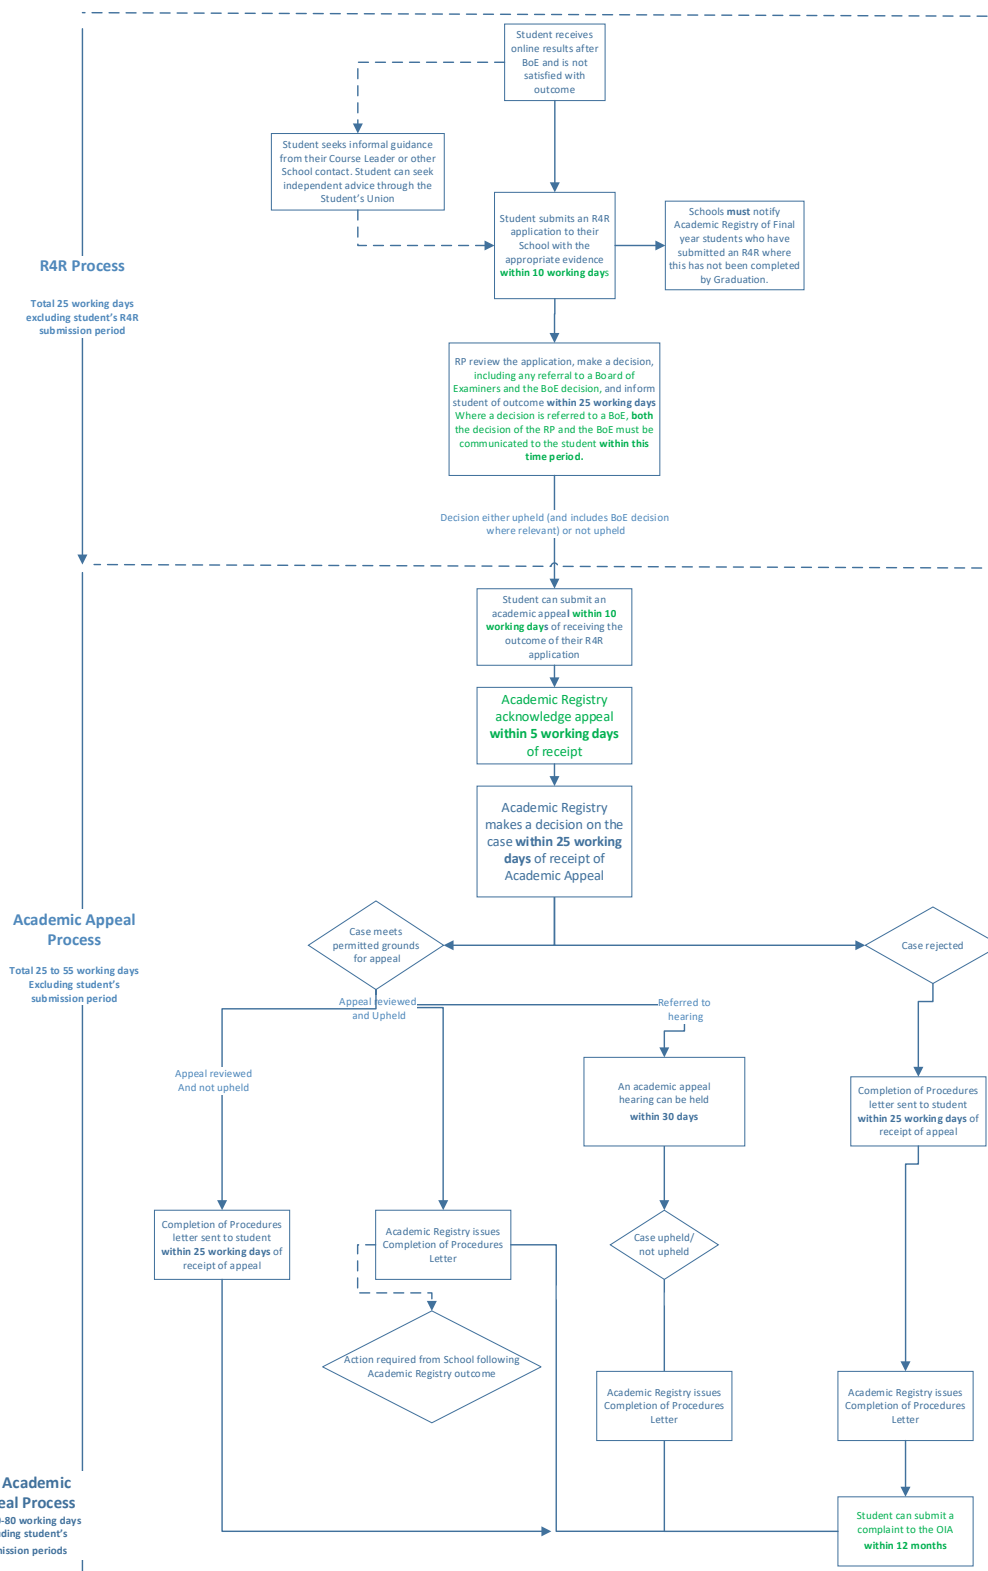 Student receives
online results after
BoE and is not
satisfied with
outcome
Student seeks informal guidance
from their Course Leader or other
School contact. Student can seek
independent advice through the
Student's Union
Student submits an R4R
application to their
School with the
appropriate evidence
within 10 working days
Schools must notify
Academic Registry of Final
year students who have
submitted an R4R where
this has not been completed
by Graduation.
R4R Process
Total 25 working days
excluding student's R4R
submission period
RP review the application, make a decision,
including any referral to a Board of
Examiners and the BoE decision, and inform
student of outcome within 25 working days
Where a decision is referred to a BoE, both
the decision of the RP and the BoE must be
communicated to the student within this
time period.
Decision either upheld (and includes BoE decision
where relevant) or not upheld
Student can submit an
academic appeal within 10
working days of receiving the
outcome of their R4R
application
Academic Registry
acknowledge appeal
within 5 working days
of receipt
Academic Registry
makes a decision on the
case within 25 working
days of receipt of
Academic Appeal
Academic Appeal
Process
Total 25 to 55 working days
Excluding student's
submission period
Case meets
permitted grounds
for appeal
Case rejected
Appeal reviewed
and Upheld
Referred to
hearing
Appeal reviewed
And not upheld
An academic appeal
hearing can be held
within 30 days
Completion of Procedures
letter sent to student
within 25 working days of
receipt of appeal
Completion of Procedures
letter sent to student
within 25 working days of
receipt of appeal
Academic Registry issues
Completion of Procedures
Letter
Case upheld/
not upheld
Action required from School following
Academic Registry outcome
Academic Registry issues
Completion of Procedures
Letter
Academic Registry issues
Completion of Procedures
Letter
Academic
eal Process
-80 working days
uding student's
mission periods
Student can submit a
complaint to the OIA
within 12 months